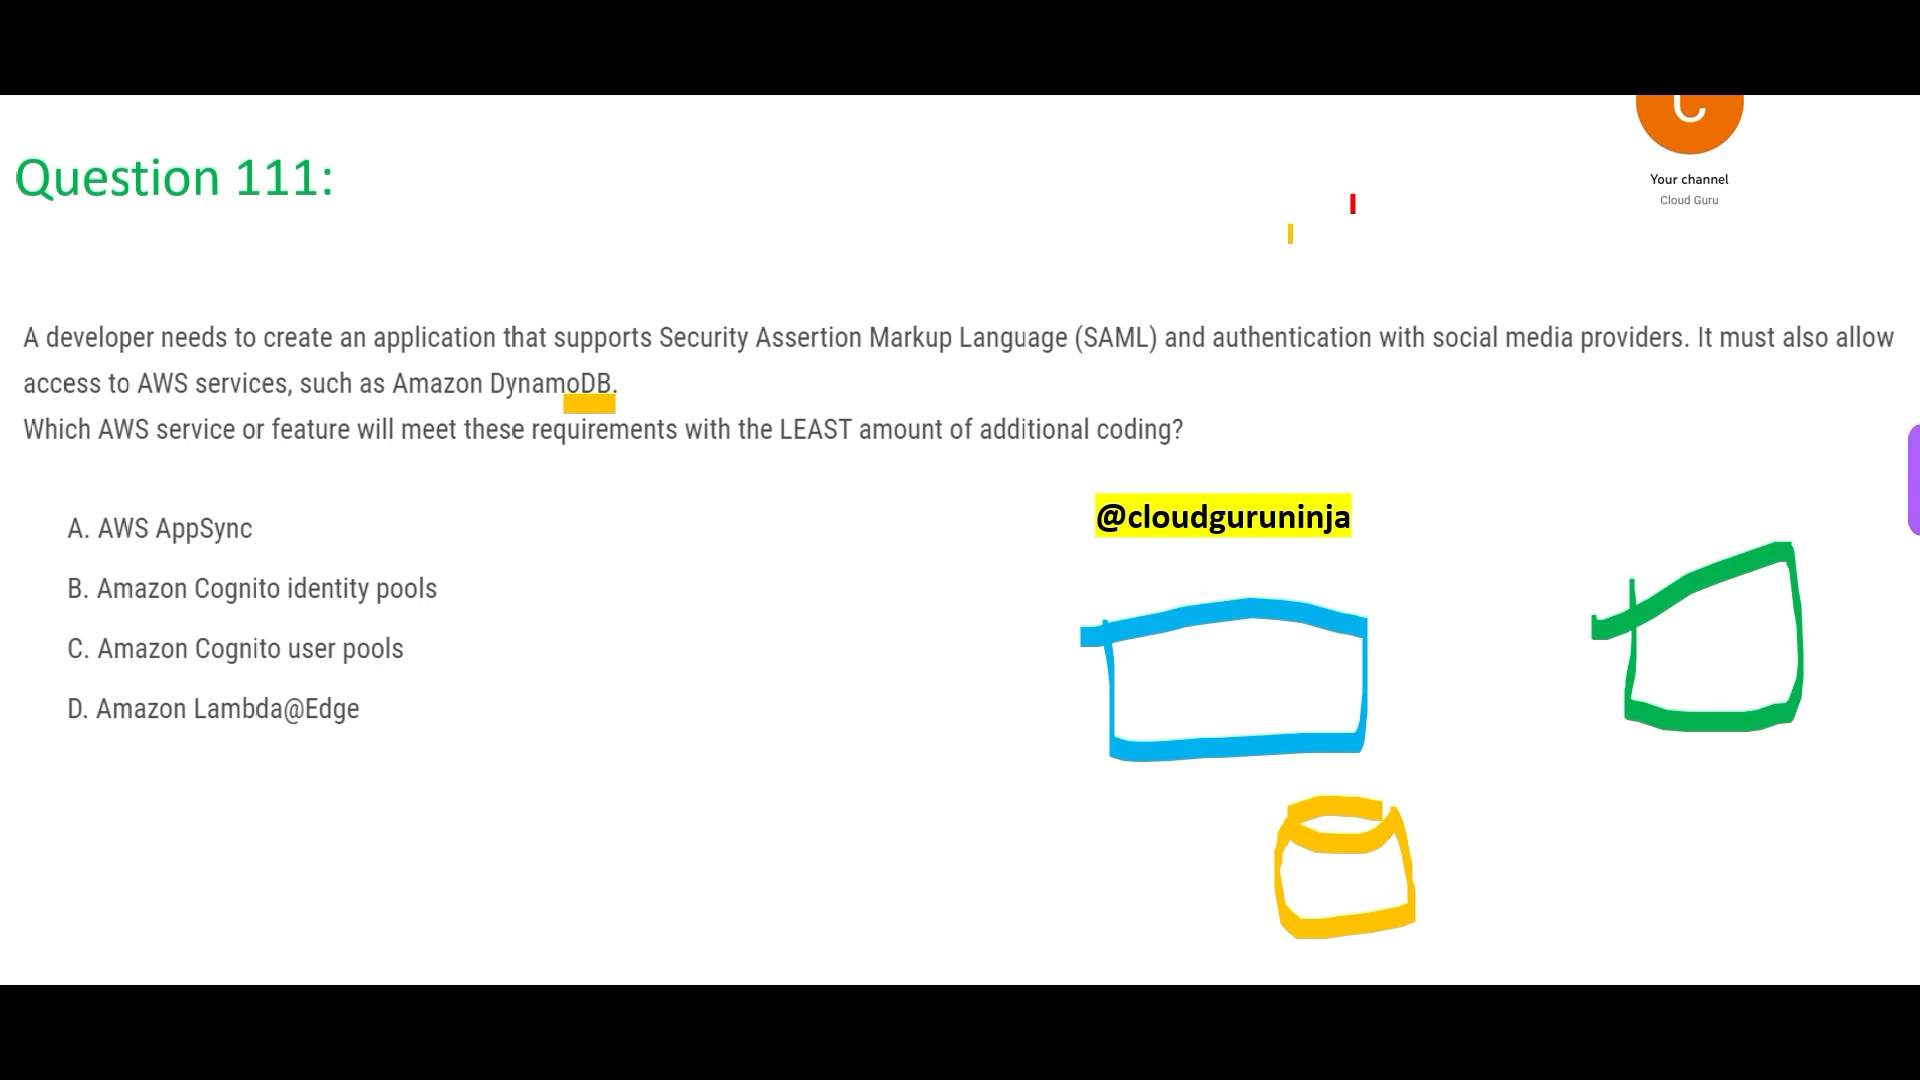 Question 111:
Your channel
Cloud Guru
A developer needs to create an application that supports Security Assertion Markup Language (SAML) and authentication with social media providers. It must also allow
access to AWS services, such as Amazon DynamoDB.
Which AWS service or feature will meet these requirements with the LEAST amount of additional coding?
@cloudguruninja
A. AWS AppSync
B. Amazon Cognito identity pools
C. Amazon Cognito user pools
D. Amazon Lambda@Edge